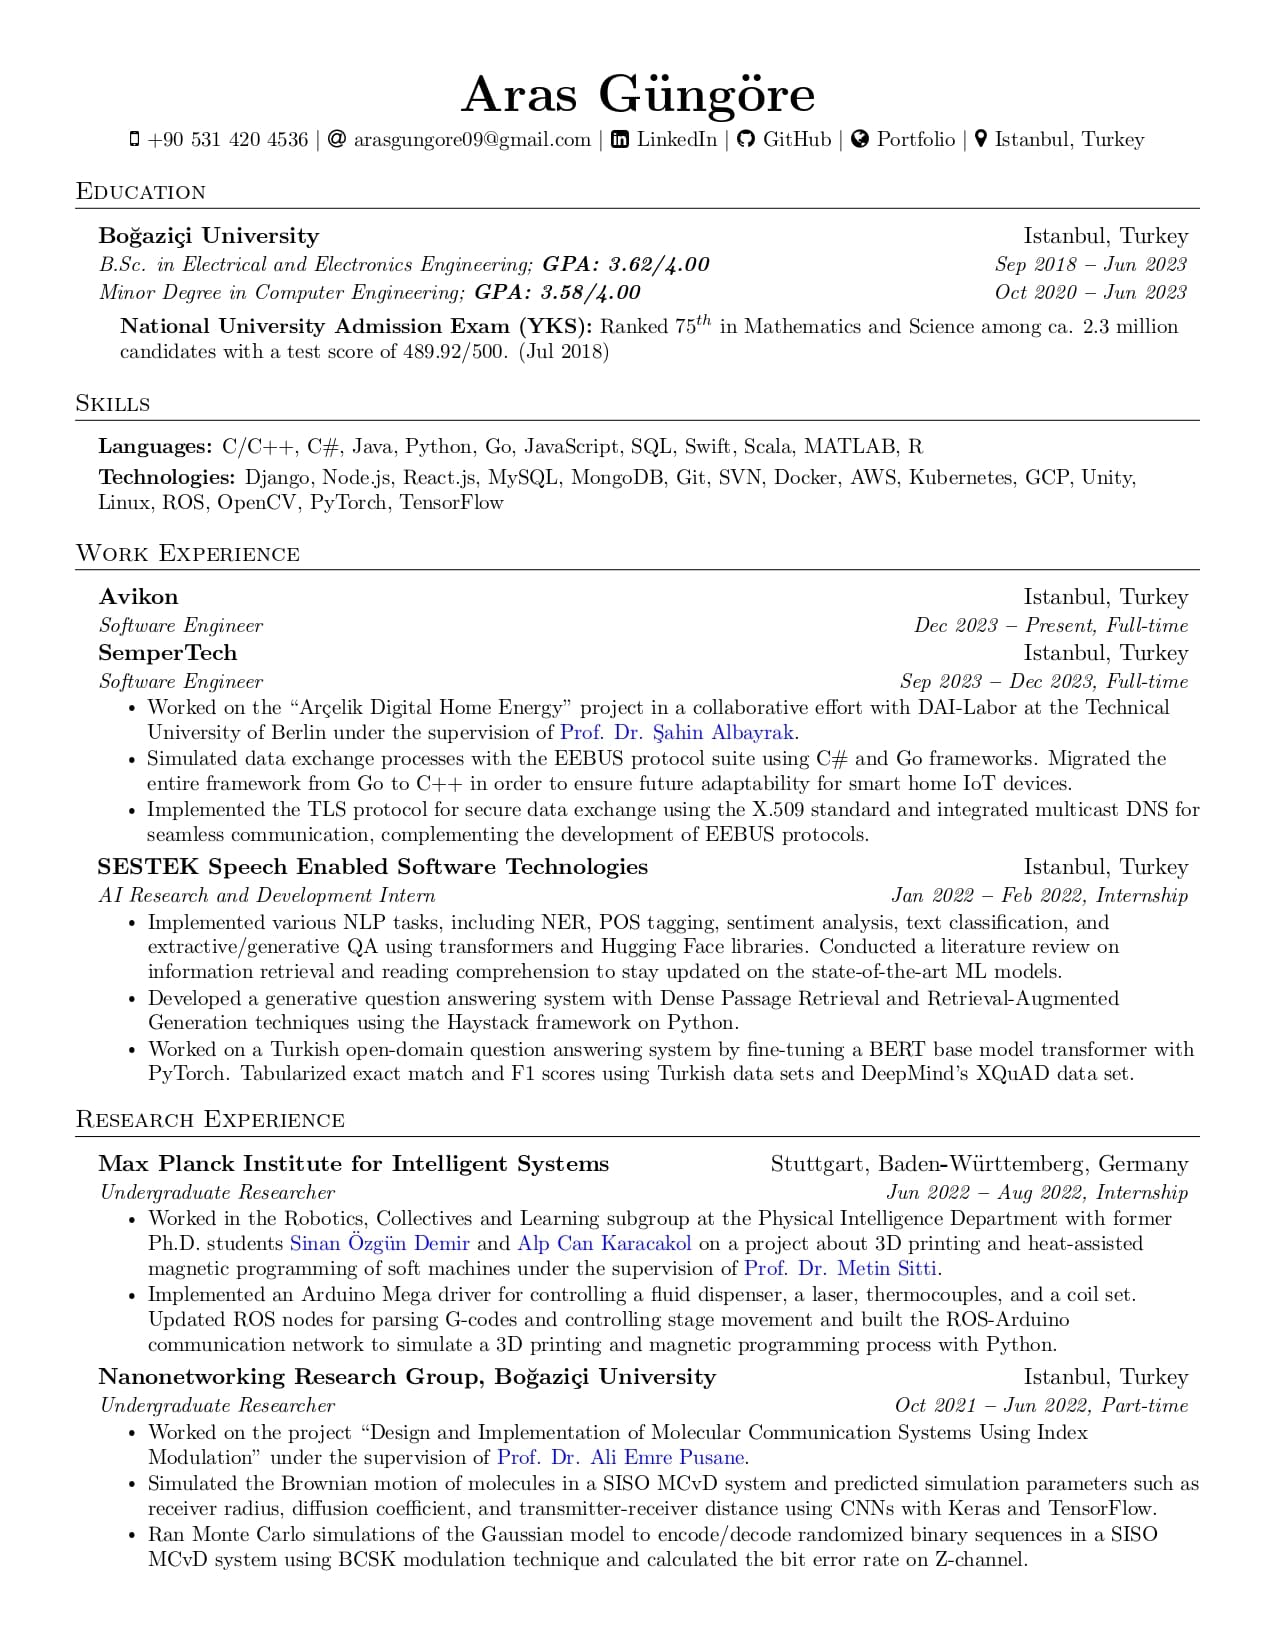 Aras Güngöre
+90 531 420 4536 | arasgungore09@gmail.com | LinkedIn | GitHub | Portfolio | Istanbul, Turkey
Education
Boğaziçi University Istanbul, Turkey
B.Sc. in Electrical and Electronics Engineering; GPA: 3.62/4.00 Sep 2018 – Jun 2023
Minor Degree in Computer Engineering; GPA: 3.58/4.00 Oct 2020 – Jun 2023
National University Admission Exam (YKS): Ranked 75th in Mathematics and Science among ca. 2.3 million
candidates with a test score of 489.92/500. (Jul 2018)
Skills
Languages: C/C++, C#, Java, Python, Go, JavaScript, SQL, Swift, Scala, MATLAB, R
Technologies: Django, Node.js, React.js, MySQL, MongoDB, Git, SVN, Docker, AWS, Kubernetes, GCP, Unity,
Linux, ROS, OpenCV, PyTorch, TensorFlow
Work Experience
Avikon Istanbul, Turkey
Software Engineer Dec 2023 – Present, Full-time
SemperTech Istanbul, Turkey
Software Engineer Sep 2023 – Dec 2023, Full-time
• Worked on the “Arçelik Digital Home Energy” project in a collaborative effort with DAI-Labor at the Technical
University of Berlin under the supervision of Prof. Dr. Şahin Albayrak.
• Simulated data exchange processes with the EEBUS protocol suite using C# and Go frameworks. Migrated the
entire framework from Go to C++ in order to ensure future adaptability for smart home IoT devices.
• Implemented the TLS protocol for secure data exchange using the X.509 standard and integrated multicast DNS for
seamless communication, complementing the development of EEBUS protocols.
SESTEK Speech Enabled Software Technologies Istanbul, Turkey
AI Research and Development Intern Jan 2022 – Feb 2022, Internship
• Implemented various NLP tasks, including NER, POS tagging, sentiment analysis, text classification, and
extractive/generative QA using transformers and Hugging Face libraries. Conducted a literature review on
information retrieval and reading comprehension to stay updated on the state-of-the-art ML models.
• Developed a generative question answering system with Dense Passage Retrieval and Retrieval-Augmented
Generation techniques using the Haystack framework on Python.
• Worked on a Turkish open-domain question answering system by fine-tuning a BERT base model transformer with
PyTorch. Tabularized exact match and F1 scores using Turkish data sets and DeepMind’s XQuAD data set.
Research Experience
Max Planck Institute for Intelligent Systems Stuttgart, Baden-Württemberg, Germany
Undergraduate Researcher Jun 2022 – Aug 2022, Internship
• Worked in the Robotics, Collectives and Learning subgroup at the Physical Intelligence Department with former
Ph.D. students Sinan Özgün Demir and Alp Can Karacakol on a project about 3D printing and heat-assisted
magnetic programming of soft machines under the supervision of Prof. Dr. Metin Sitti.
• Implemented an Arduino Mega driver for controlling a fluid dispenser, a laser, thermocouples, and a coil set.
Updated ROS nodes for parsing G-codes and controlling stage movement and built the ROS-Arduino
communication network to simulate a 3D printing and magnetic programming process with Python.
Nanonetworking Research Group, Boğaziçi University Istanbul, Turkey
Undergraduate Researcher Oct 2021 – Jun 2022, Part-time
• Worked on the project “Design and Implementation of Molecular Communication Systems Using Index
Modulation” under the supervision of Prof. Dr. Ali Emre Pusane.
• Simulated the Brownian motion of molecules in a SISO MCvD system and predicted simulation parameters such as
receiver radius, diffusion coefficient, and transmitter-receiver distance using CNNs with Keras and TensorFlow.
• Ran Monte Carlo simulations of the Gaussian model to encode/decode randomized binary sequences in a SISO
MCvD system using BCSK modulation technique and calculated the bit error rate on Z-channel.